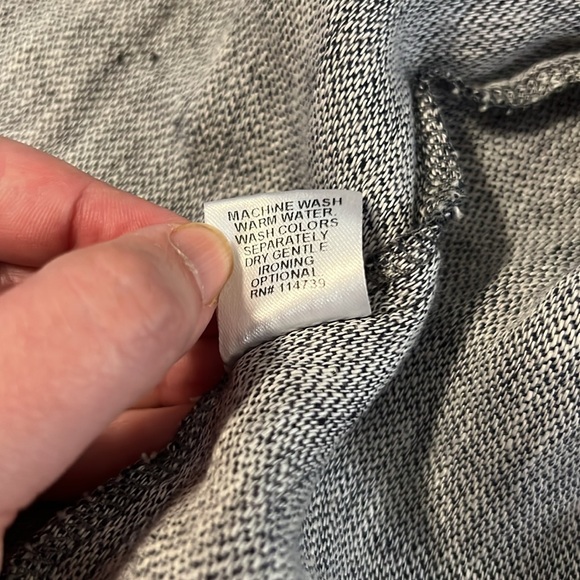 MACHINE WASH
WARM WATER.
WASH COLORS
SEPARATELY
DRY GENTLE
IRONING
OPTIONAL
RN# 114739